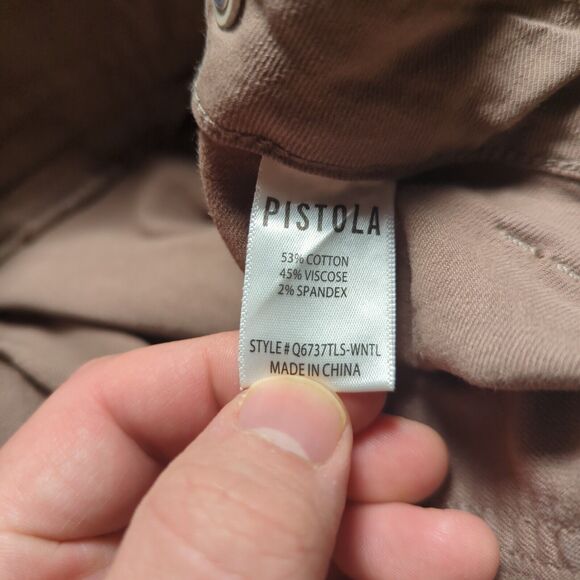 PISTOLA
53% COTTON
45% VISCOSE
2% SPANDEX
STYLE # Q6737TLS-WNTL
MADE IN CHINA